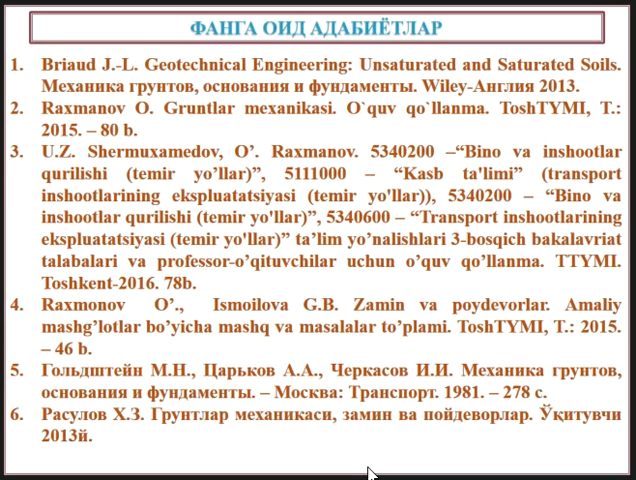 ФАНГА ОИД АДАБИЁТЛАР
1. Briaud J.-L. Geotechnical Engineering: Unsaturated and Saturated Soils.
Механика грунтов, основания и фундаменты. Wiley-Англия 2013.
2. Raxmanov O. Gruntlar mexanikasi. O`quv qo`llanma. ToshTYMI, T.:
2015. – 80 b.
3. U.Z. Shermuxamedov, O’. Raxmanov. 5340200 –“Bino va inshootlar
qurilishi (temir yo’llar)”, 5111000 – “Kasb ta'limi” (transport
inshootlarining ekspluatatsiyasi (temir yo'llar)), 5340200 – “Bino va
inshootlar qurilishi (temir yo'llar)”, 5340600 – “Transport inshootlarining
ekspluatatsiyasi (temir yo'llar)” ta’lim yo’nalishlari 3-bosqich bakalavriat
talabalari va professor-o’qituvchilar uchun o’quv qo’llanma. TTYMI.
Toshkent-2016. 78b.
4. Raxmonov O’., Ismoilova G.B. Zamin va poydevorlar. Amaliy
mashg’lotlar bo’yicha mashq va masalalar to’plami. ToshTYMI, T.: 2015.
– 46 b.
5. Гольдштейн М.Н., Царьков А.А., Черкасов И.И. Механика грунтов,
основания и фундаменты. – Москва: Транспорт. 1981. – 278 с.
6. Расулов Х.З. Грунтлар механикаси, замин ва пойдеворлар. Ўқитувчи
2013й.